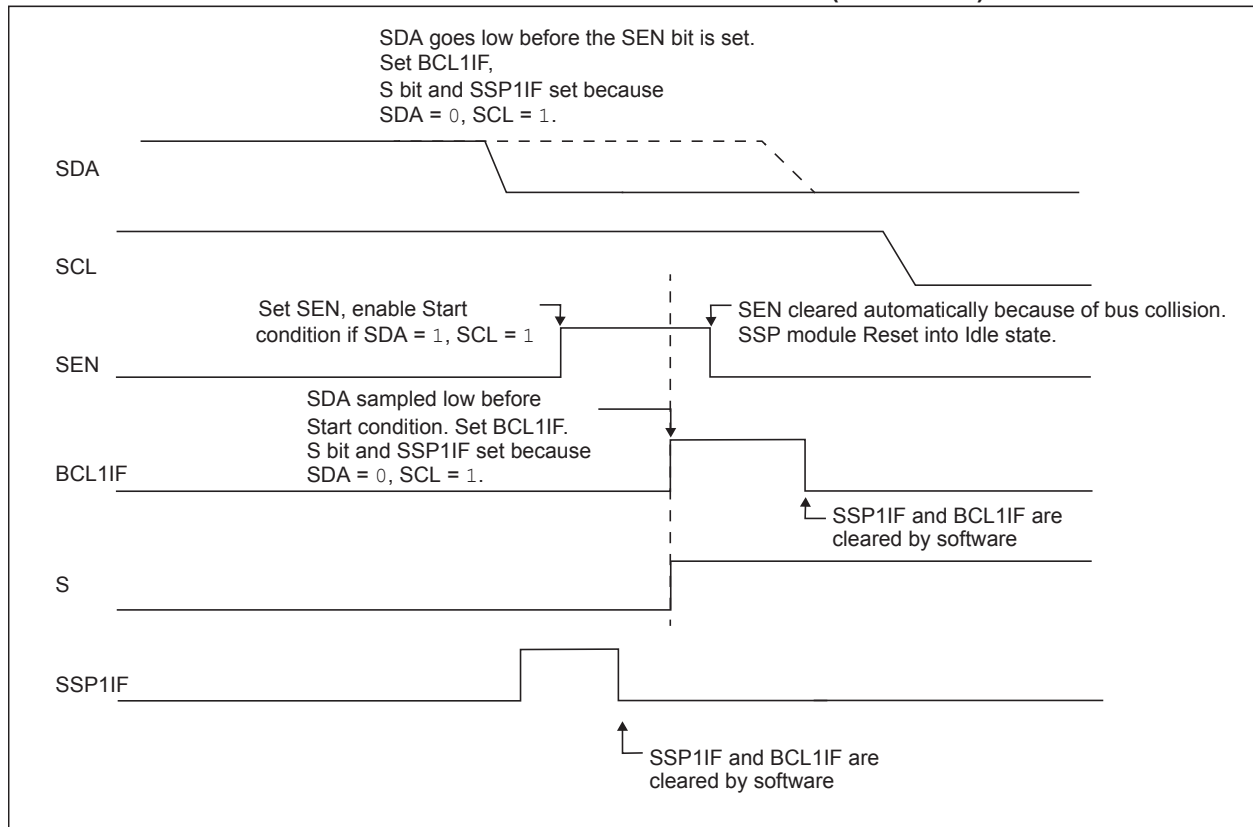 SDA goes low before the SEN bit is set.
Set BCL1IF,
S bit and SSP1IF set because
SDA = 0, SCL = 1.
SDA
SCL
Set SEN, enable Start
condition if SDA = 1, SCL = 1
SEN cleared automatically because of bus collision.
SSP module Reset into Idle state.
SEN
SDA sampled low before
Start condition. Set BCL1IF.
S bit and SSP1IF set because
SDA = 0, SCL = 1.
BCL1IF
SSP1IF and BCL1IF are
cleared by software
S
SSP1IF
SSP1IF and BCL1IF are
cleared by software